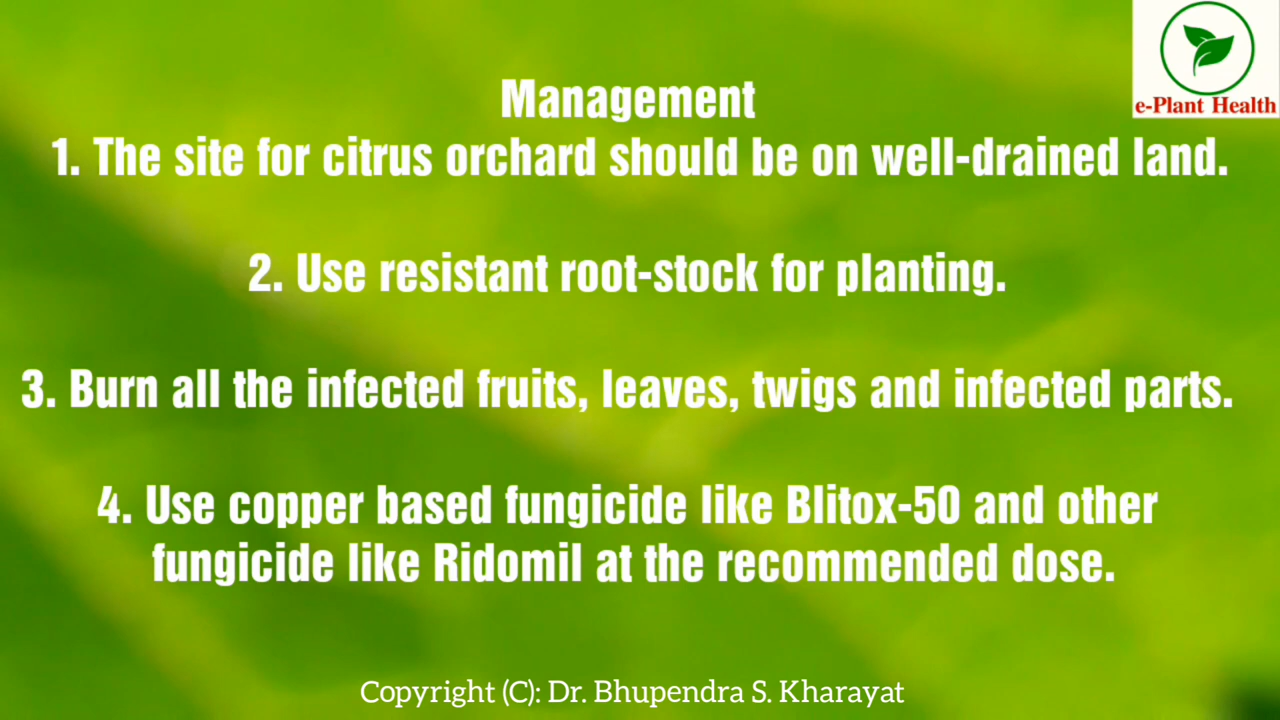 e-Plant Health
Management
1. The site for citrus orchard should be on well-drained land.
2. Use resistant root-stock for planting.
3. Burn all the infected fruits, leaves, twigs and infected parts.
4. Use copper based fungicide like Blitox-50 and other
fungicide like Ridomil at the recommended dose.
Copyright (C): Dr. Bhupendra S. Kharayat